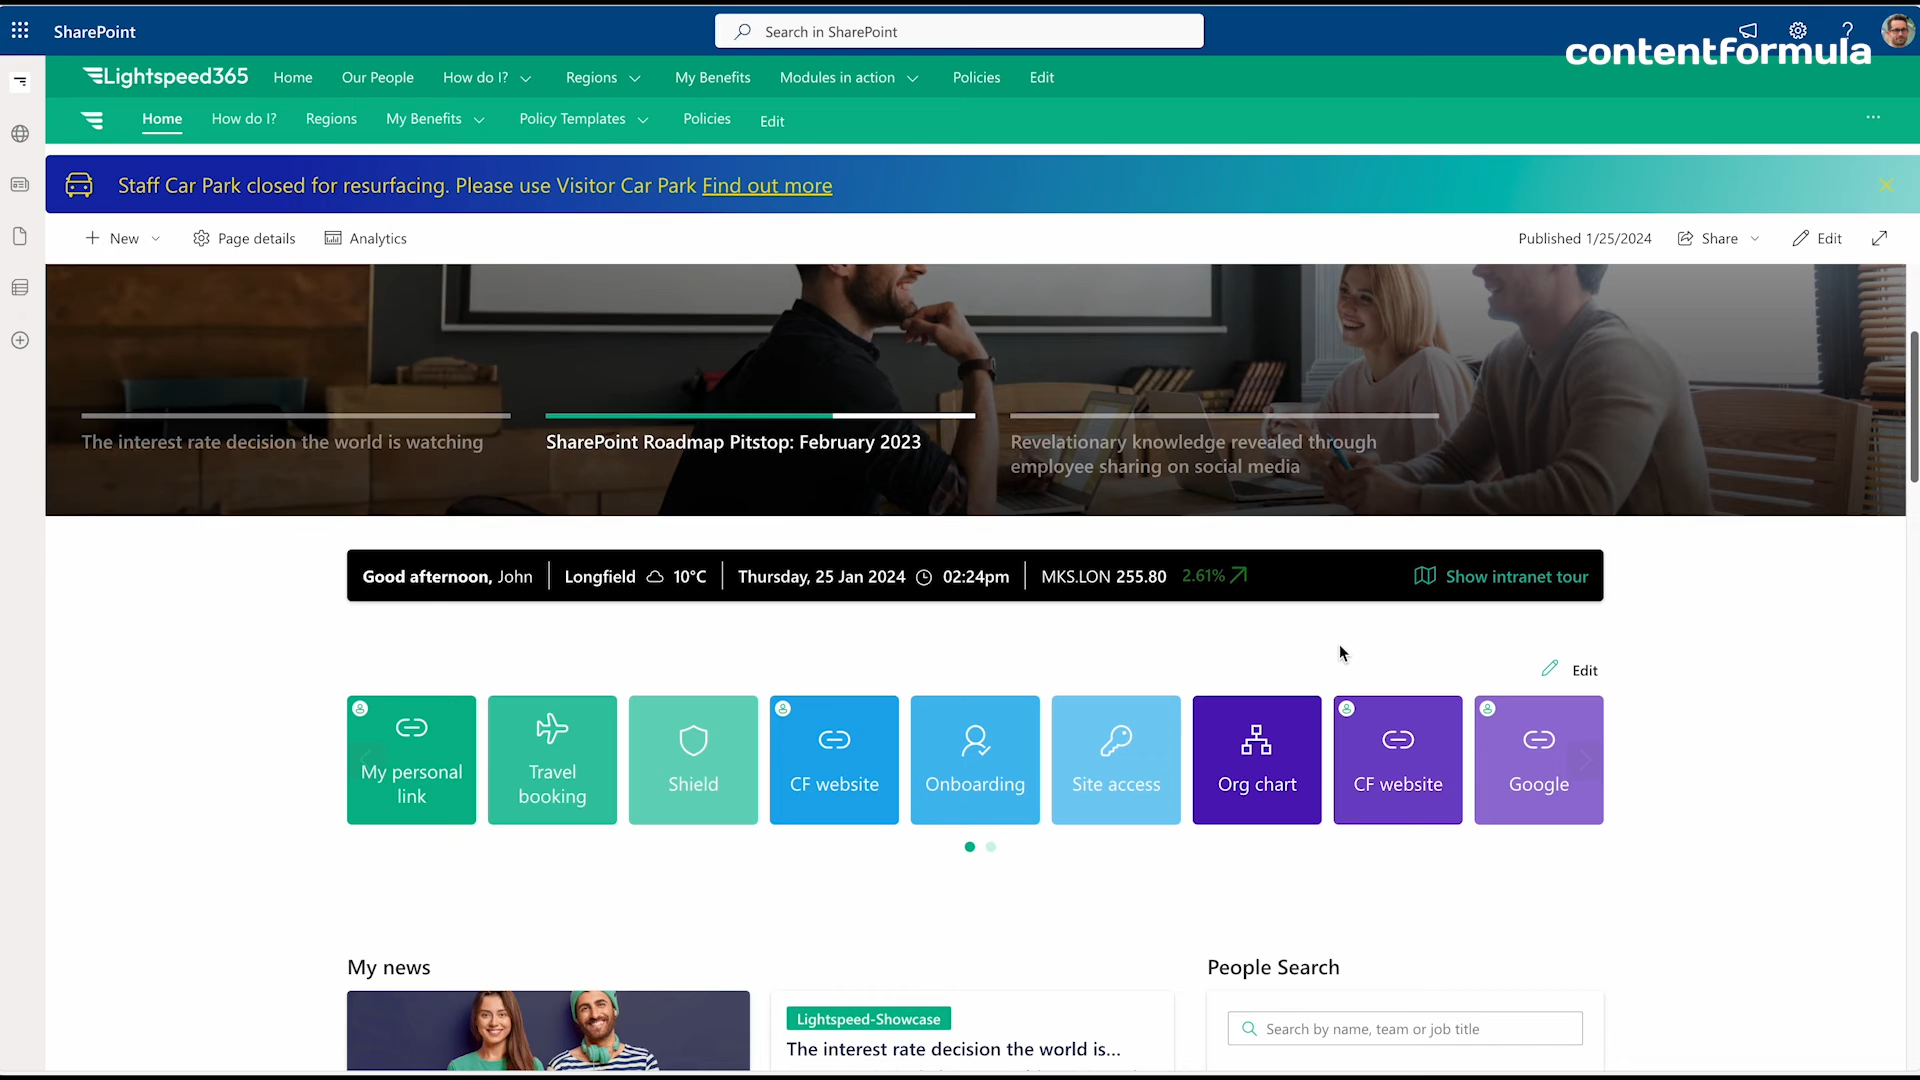 SharePoint
Search in SharePoint
?
contentformula
Lightspeed365
Home
Our People
How do I?
Regions
My Benefits
Modules in action
Policies
Edit
Home
How do I?
Regions
My Benefits
Policy Templates
Policies
Edit
...
Staff Car Park closed for resurfacing. Please use Visitor Car Park Find out more
New
Page details
Analytics
Published 1/25/2024
Share
Edit
The interest rate decision the world is watching
SharePoint Roadmap Pitstop: February 2023
Revelationary knowledge revealed through
employee sharing on social media
Good afternoon, John
Longfield
10°C
Thursday, 25 Jan 2024
02:24pm
MKS.LON 255.80
2.61%
Show intranet tour
Edit
My personal
link
Travel
booking
Shield
CF website
Onboarding
Site access
Org chart
CF website
Google
My news
People Search
Lightspeed-Showcase
The interest rate decision the world is...
Search by name, team or job title